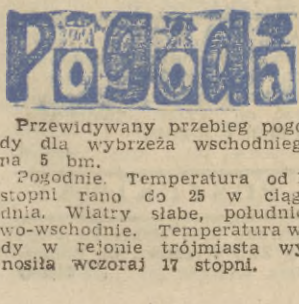 Pogoda
Przewidywany przebieg pogo
dy dla wybrzeża wschodnieg
na 5 bm.
Pogodnie. Temperatura od
stopni rano do 25 w ciąg
dnia. Wiatry słabe, południo
wo-wschodnie. Temperatura w
dy w rejonie trójmiasta wy
nosiła wczoraj 17 stopni.